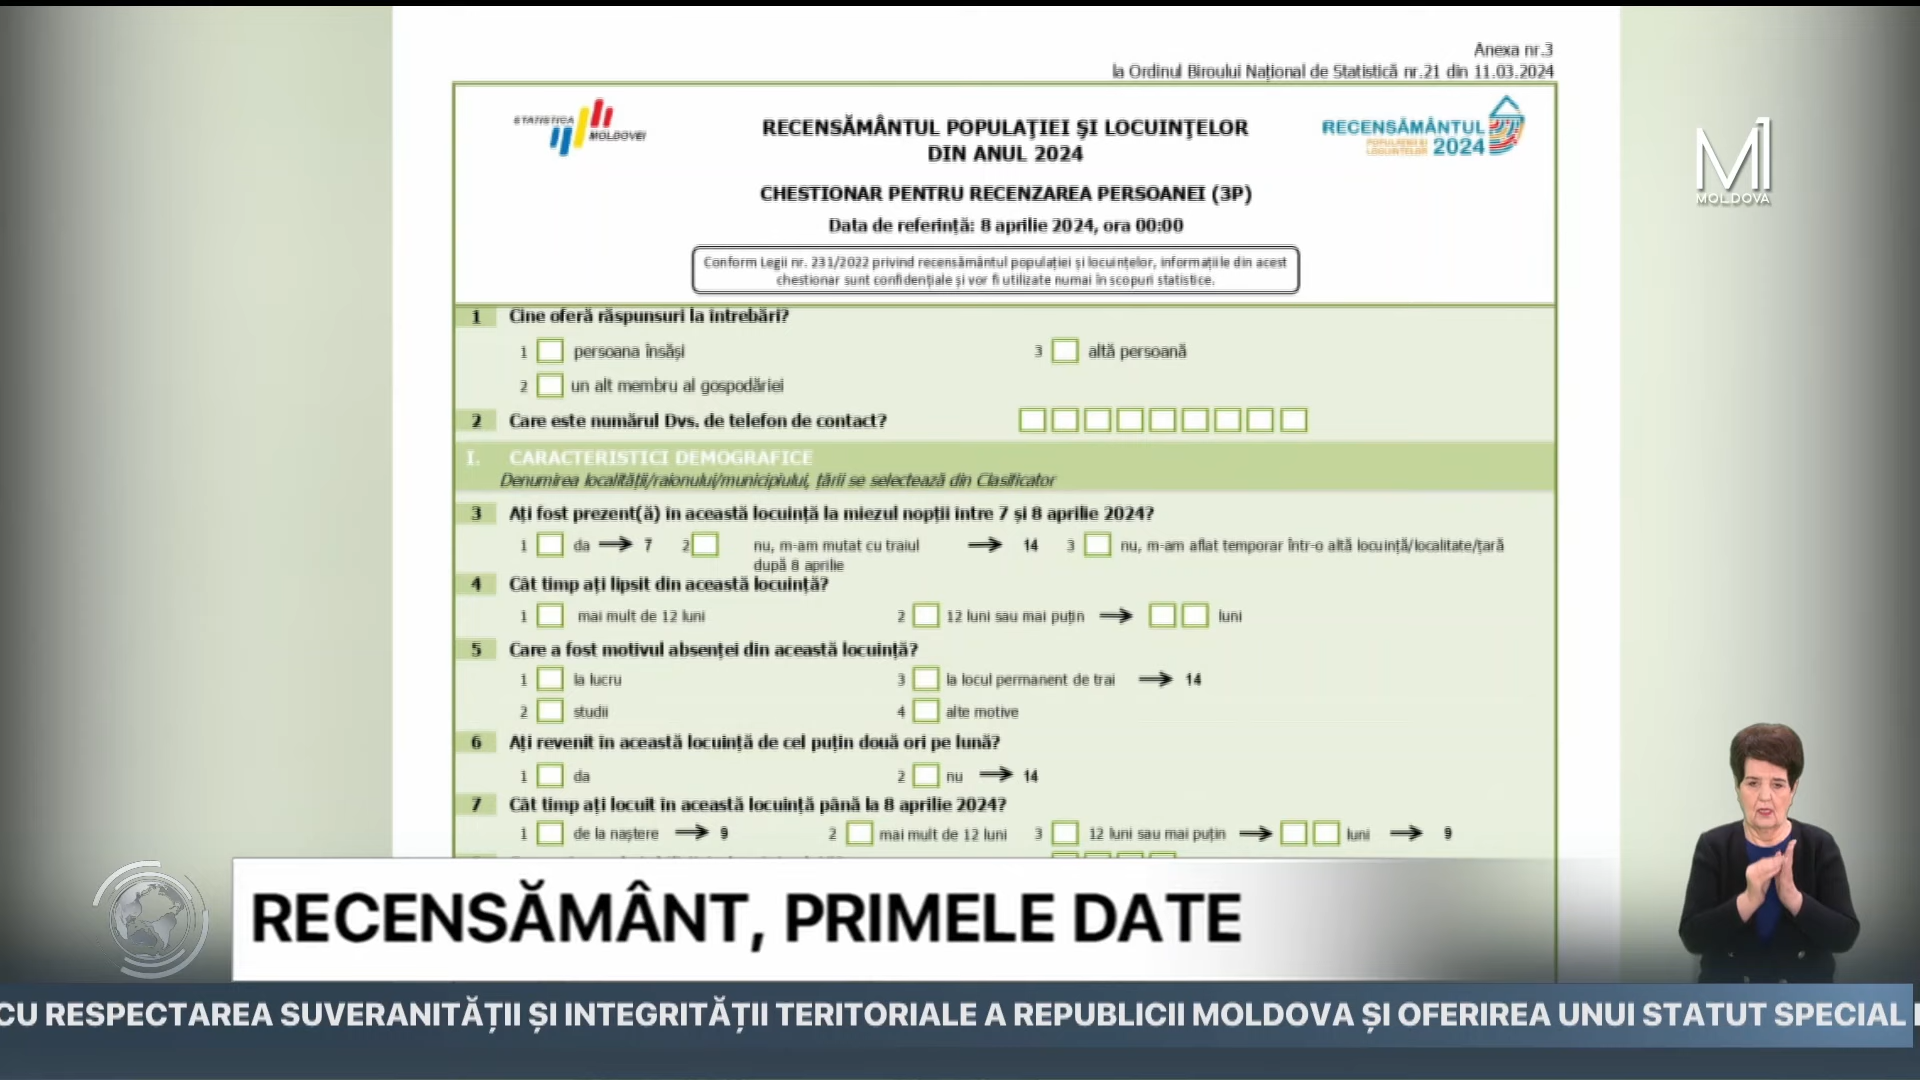 Anexa nr.3
la Ordinul Biroului Național de Statistică nr.21 din 11.03.2024
STATISTICA
MOLDOVEI
RECENSĂMÂNTUL POPULAȚIEI ȘI LOCUINȚELOR
DIN ANUL 2024
RECENSĂMÂNTUL
POPULAȚIEI ȘI
LOCUINȚELOR 2024
M1
MOLDOVA
CHESTIONAR PENTRU RECENZAREA PERSOANEI (3P)
Data de referință: 8 aprilie 2024, ora 00:00
Conform Legii nr. 231/2022 privind recensământul populației și locuințelor, informațiile din acest
chestionar sunt confidențiale și vor fi utilizate numai în scopuri statistice.
1 Cine oferă răspunsuri la întrebări?
1 persoana însăși 3 altă persoană
2 un alt membru al gospodăriei
2 Care este numărul Dvs. de telefon de contact?
I. CARACTERISTICI DEMOGRAFICE
Denumirea localității/raionului/municipiului, țării se selectează din Clasificator
3 Ați fost prezent(ă) în această locuință la miezul nopții între 7 și 8 aprilie 2024?
1 da → 7 2 nu, m-am mutat cu traiul → 14 3 nu, m-am aflat temporar într-o altă locuință/localitate/țară
după 8 aprilie
4 Cât timp ați lipsit din această locuință?
1 mai mult de 12 luni 2 12 luni sau mai puțin → luni
5 Care a fost motivul absenței din această locuință?
1 la lucru 3 la locul permanent de trai → 14
2 studii 4 alte motive
6 Ați revenit în această locuință de cel puțin două ori pe lună?
1 da 2 nu → 14
7 Cât timp ați locuit în această locuință până la 8 aprilie 2024?
1 de la naștere → 9 2 mai mult de 12 luni 3 12 luni sau mai puțin → luni → 9
RECENSĂMÂNT, PRIMELE DATE
CU RESPECTAREA SUVERANITĂȚII ȘI INTEGRITĂȚII TERITORIALE A REPUBLICII MOLDOVA ȘI OFERIREA UNUI STATUT SPECIAL